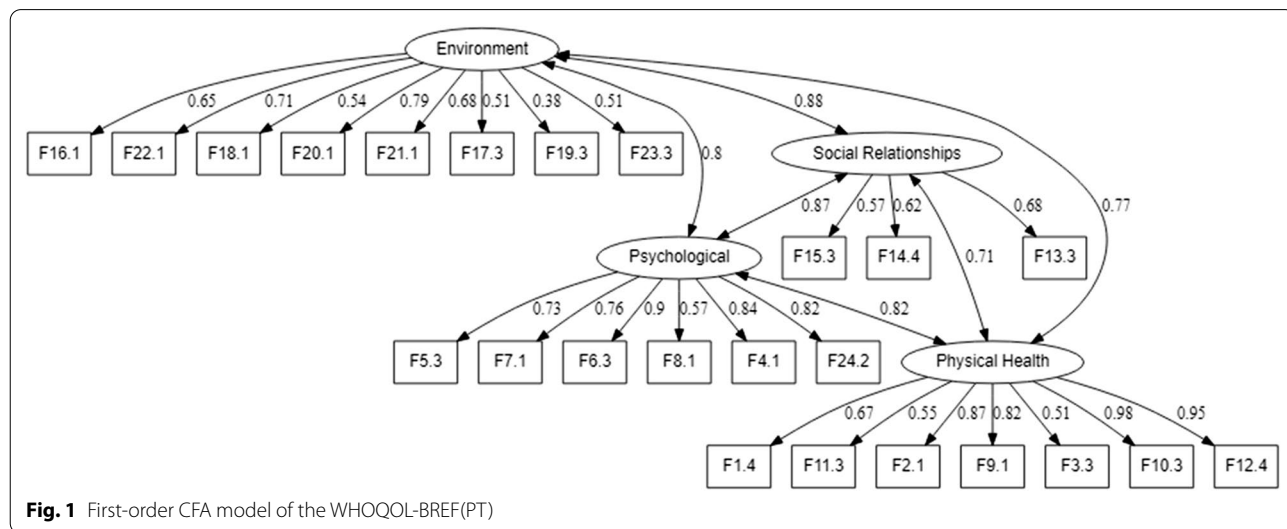 Environment
0.65 0.71 0.54 0.79 0.68 0.51 0.38 0.51 0.88
F16.1 F22.1 F18.1 F20.1 F21.1 F17.3 F19.3 F23.3
0.8 Social Relationships
0.87 0.57 0.62 0.68 0.77
F15.3 F14.4 F13.3
Psychological 0.71
0.73 0.76 0.9 0.57 0.84 0.82 0.82
F5.3 F7.1 F6.3 F8.1 F4.1 F24.2
Physical Health
0.67 0.55 0.87 0.82 0.51 0.98 0.95
F1.4 F11.3 F2.1 F9.1 F3.3 F10.3 F12.4
Fig. 1 First-order CFA model of the WHOQOL-BREF(PT)